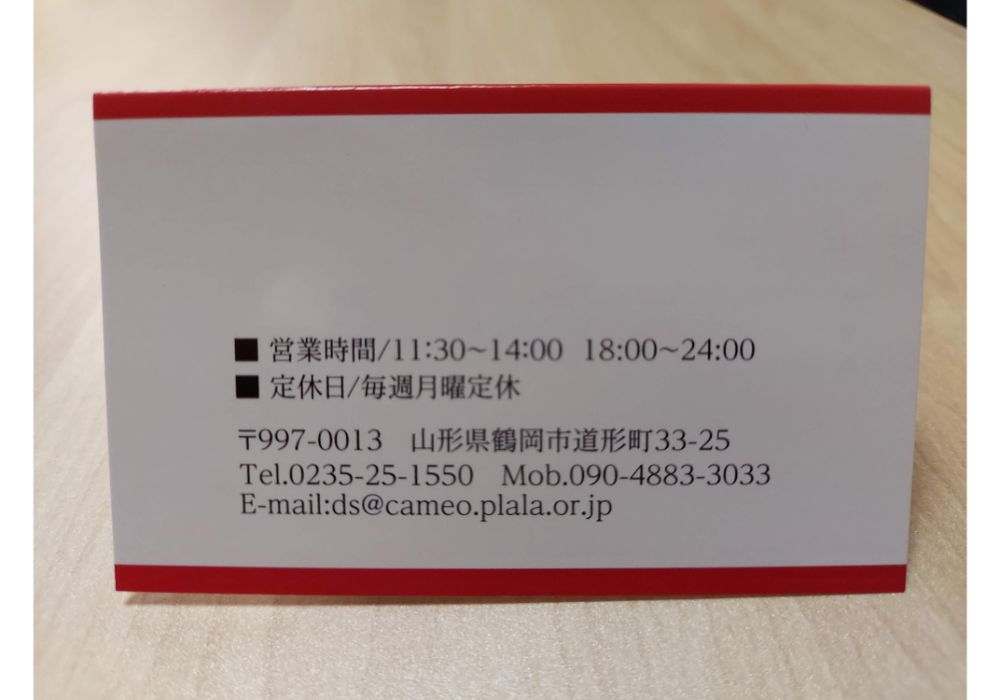 ■ 営業時間/11:30~14:00 18:00~24:00
■ 定休日/毎週月曜定休
〒997-0013 山形県鶴岡市道形町33-25
Tel.0235-25-1550 Mob.090-4883-3033
E-mail:ds@cameo.plala.or.jp